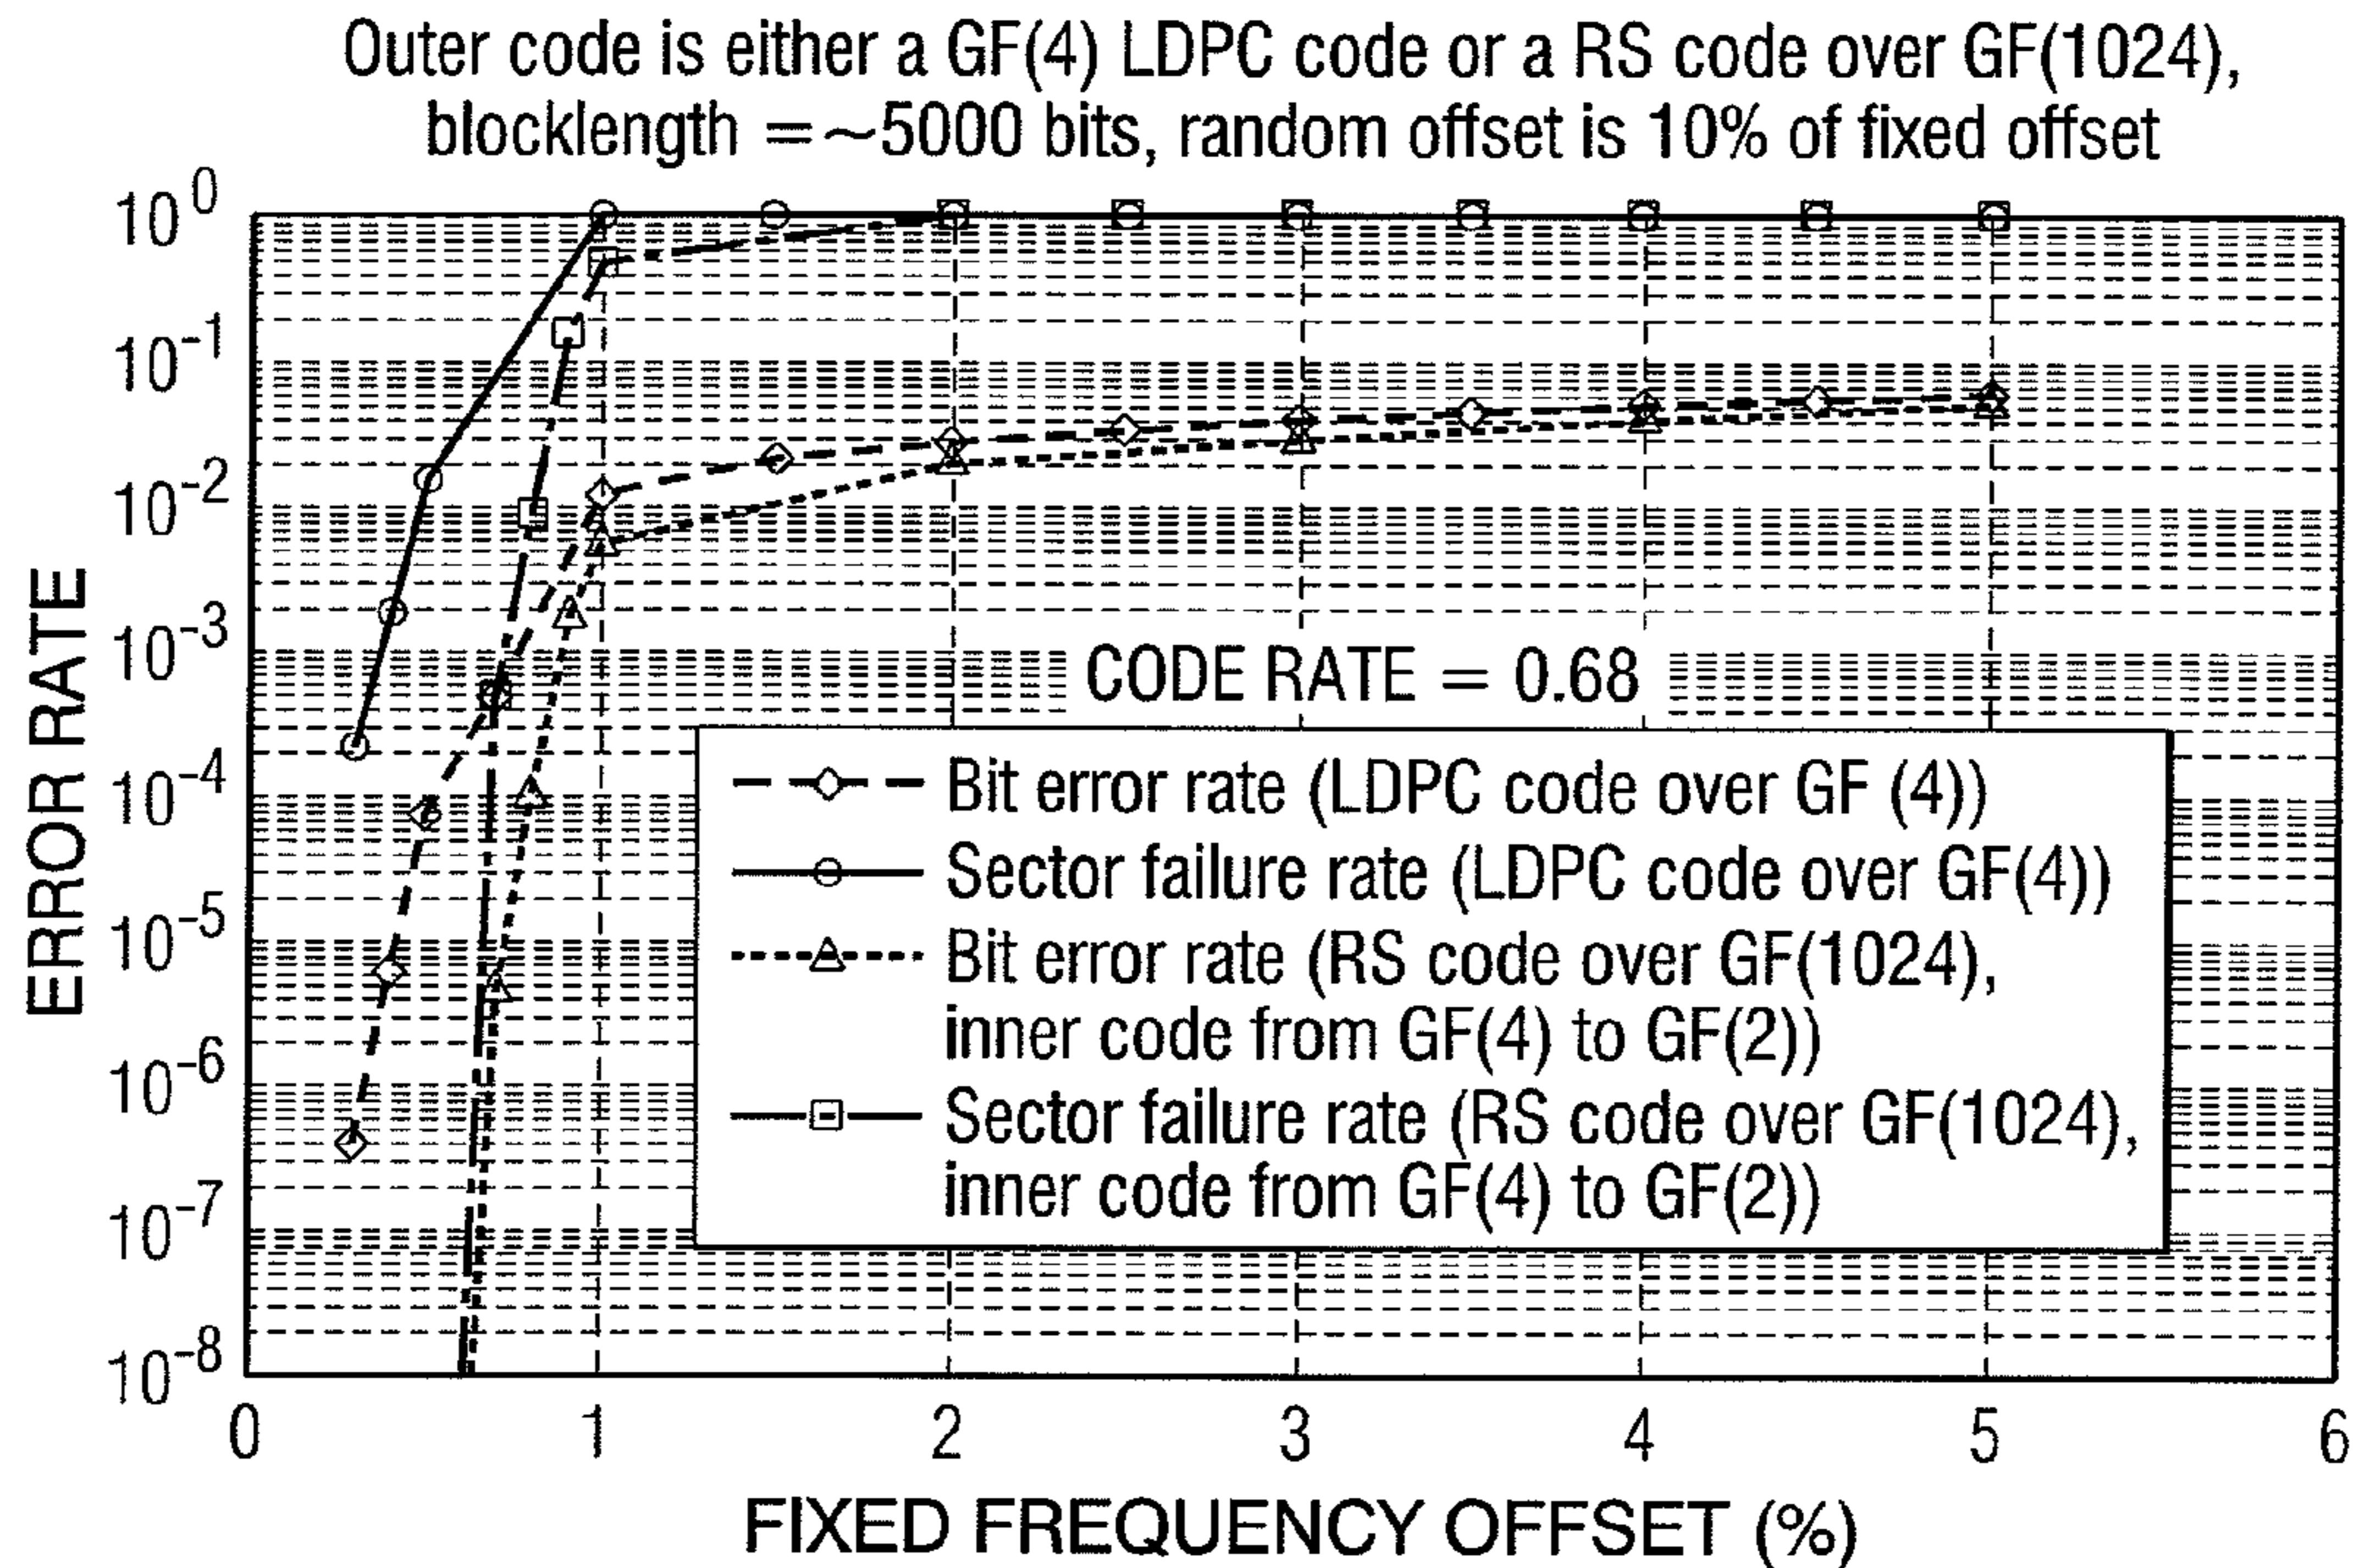 Outer code is either a GF(4) LDPC code or a RS code over GF(1024),
blocklength =~5000 bits, random offset is 10% of fixed offset
10^0
10^-1
10^-2
10^-3
10^-4
10^-5
10^-6
10^-7
10^-8
ERROR RATE
CODE RATE = 0.68
Bit error rate (LDPC code over GF (4))
Sector failure rate (LDPC code over GF(4))
Bit error rate (RS code over GF(1024),
inner code from GF(4) to GF(2))
Sector failure rate (RS code over GF(1024),
inner code from GF(4) to GF(2))
0 1 2 3 4 5 6
FIXED FREQUENCY OFFSET (%)